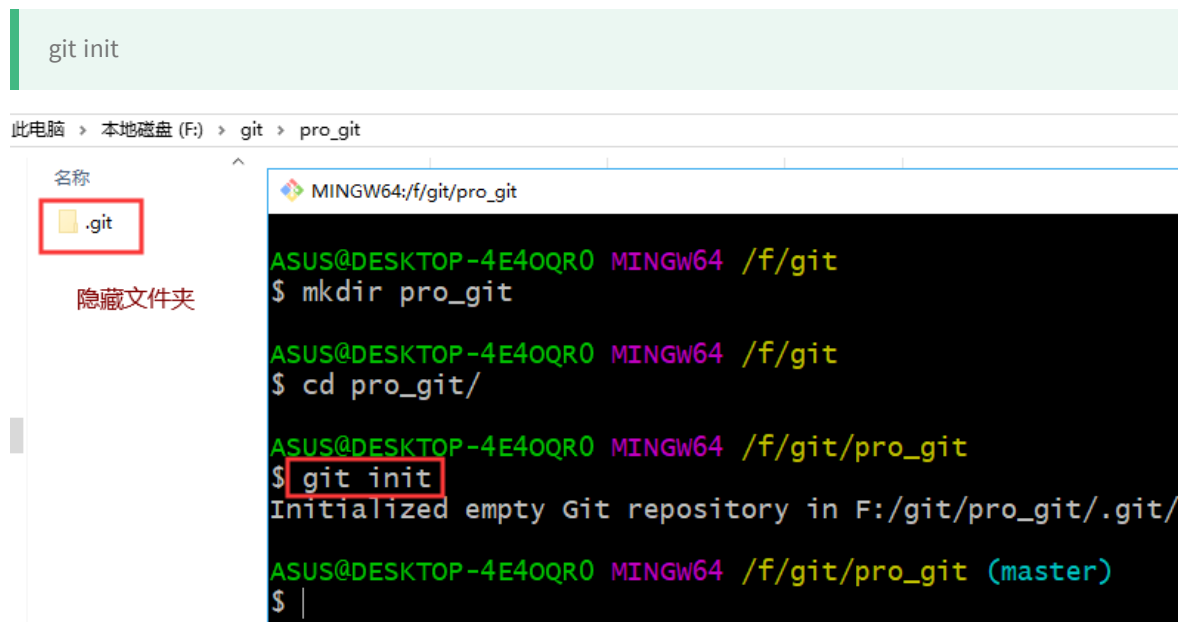 git init
此电脑 › 本地磁盘 (F:) › git › pro_git
名称
.git
隐藏文件夹
MINGW64:/f/git/pro_git
ASUS@DESKTOP-4E4OQR0 MINGW64 /f/git
$ mkdir pro_git
ASUS@DESKTOP-4E4OQR0 MINGW64 /f/git
$ cd pro_git/
ASUS@DESKTOP-4E4OQR0 MINGW64 /f/git/pro_git
$ git init
Initialized empty Git repository in F:/git/pro_git/.git/
ASUS@DESKTOP-4E4OQR0 MINGW64 /f/git/pro_git (master)
$